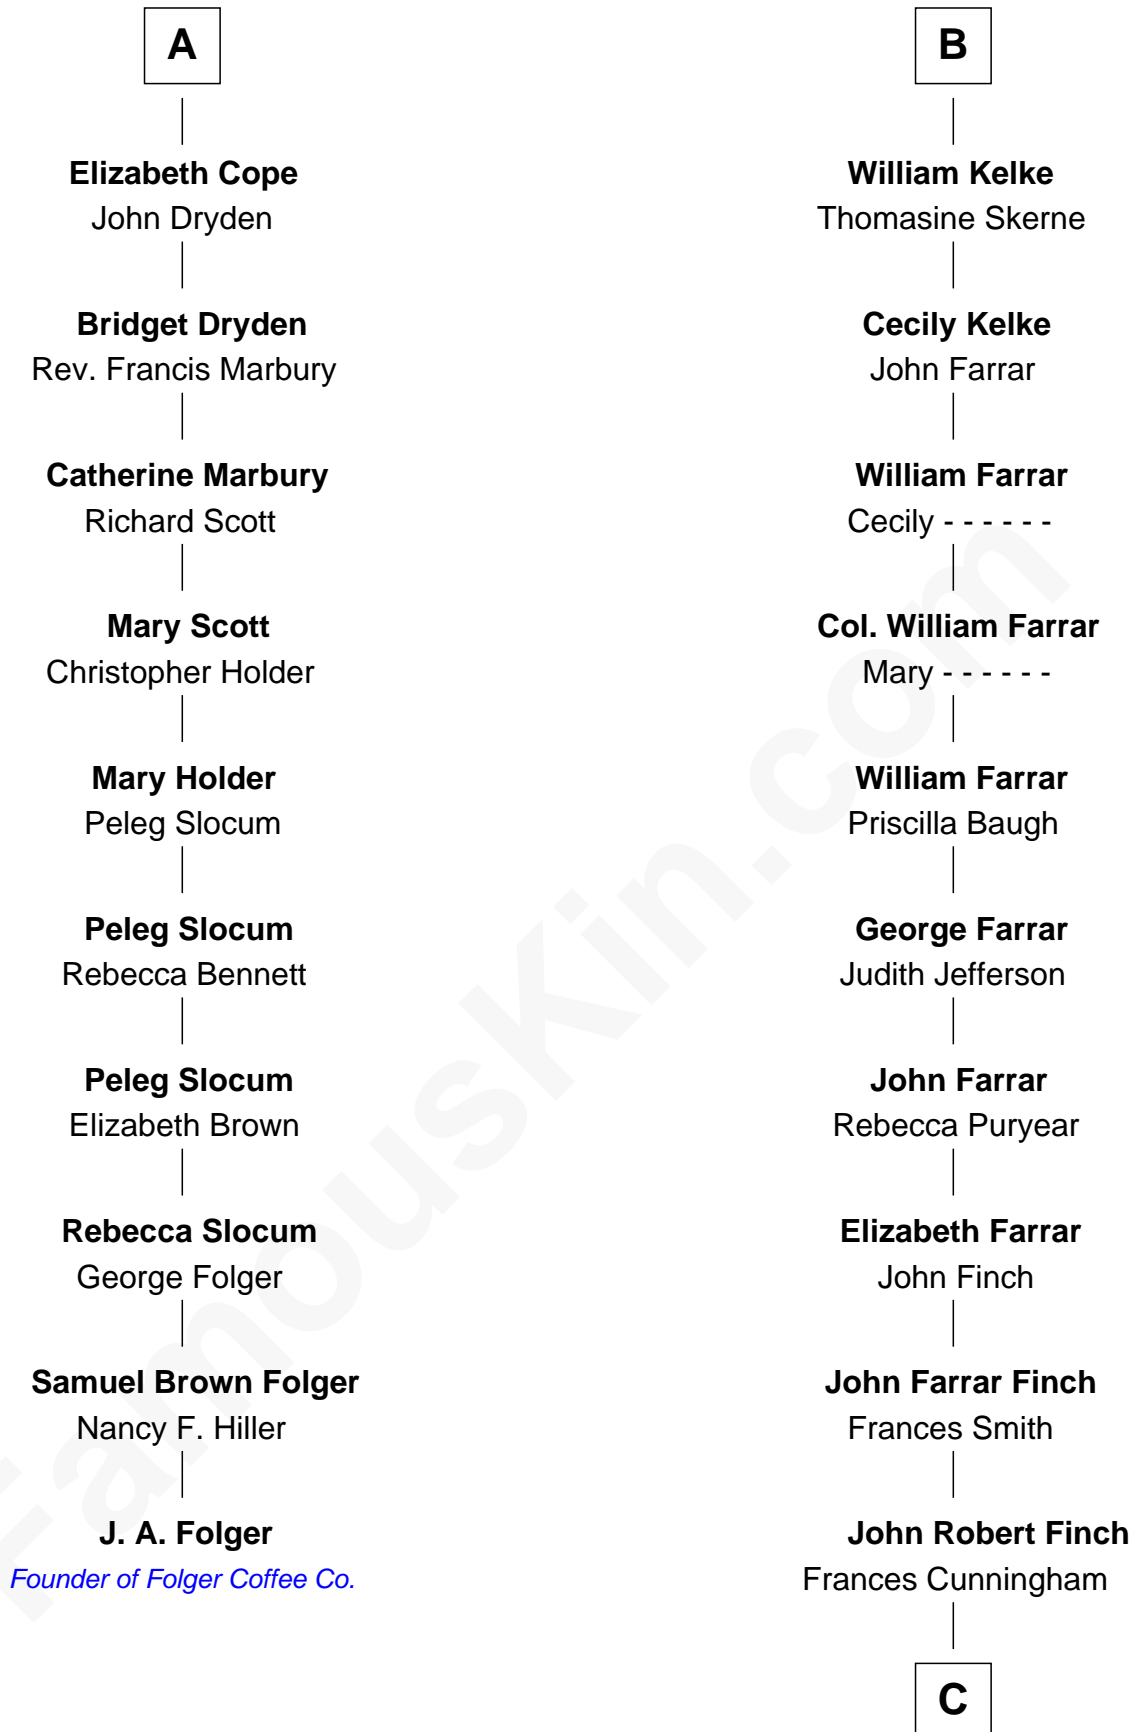 A
Elizabeth Cope
John Dryden
Bridget Dryden
Rev. Francis Marbury
Catherine Marbury
Richard Scott
Mary Scott
Christopher Holder
Mary Holder
Peleg Slocum
Peleg Slocum
Rebecca Bennett
Peleg Slocum
Elizabeth Brown
Rebecca Slocum
George Folger
Samuel Brown Folger
Nancy F. Hiller
J. A. Folger
Founder of Folger Coffee Co.
B
William Kelke
Thomasine Skerne
Cecily Kelke
John Farrar
William Farrar
Cecily - - - - - -
Col. William Farrar
Mary - - - - - -
William Farrar
Priscilla Baugh
George Farrar
Judith Jefferson
John Farrar
Rebecca Puryear
Elizabeth Farrar
John Finch
John Farrar Finch
Frances Smith
John Robert Finch
Frances Cunningham
C
FamousKin.com